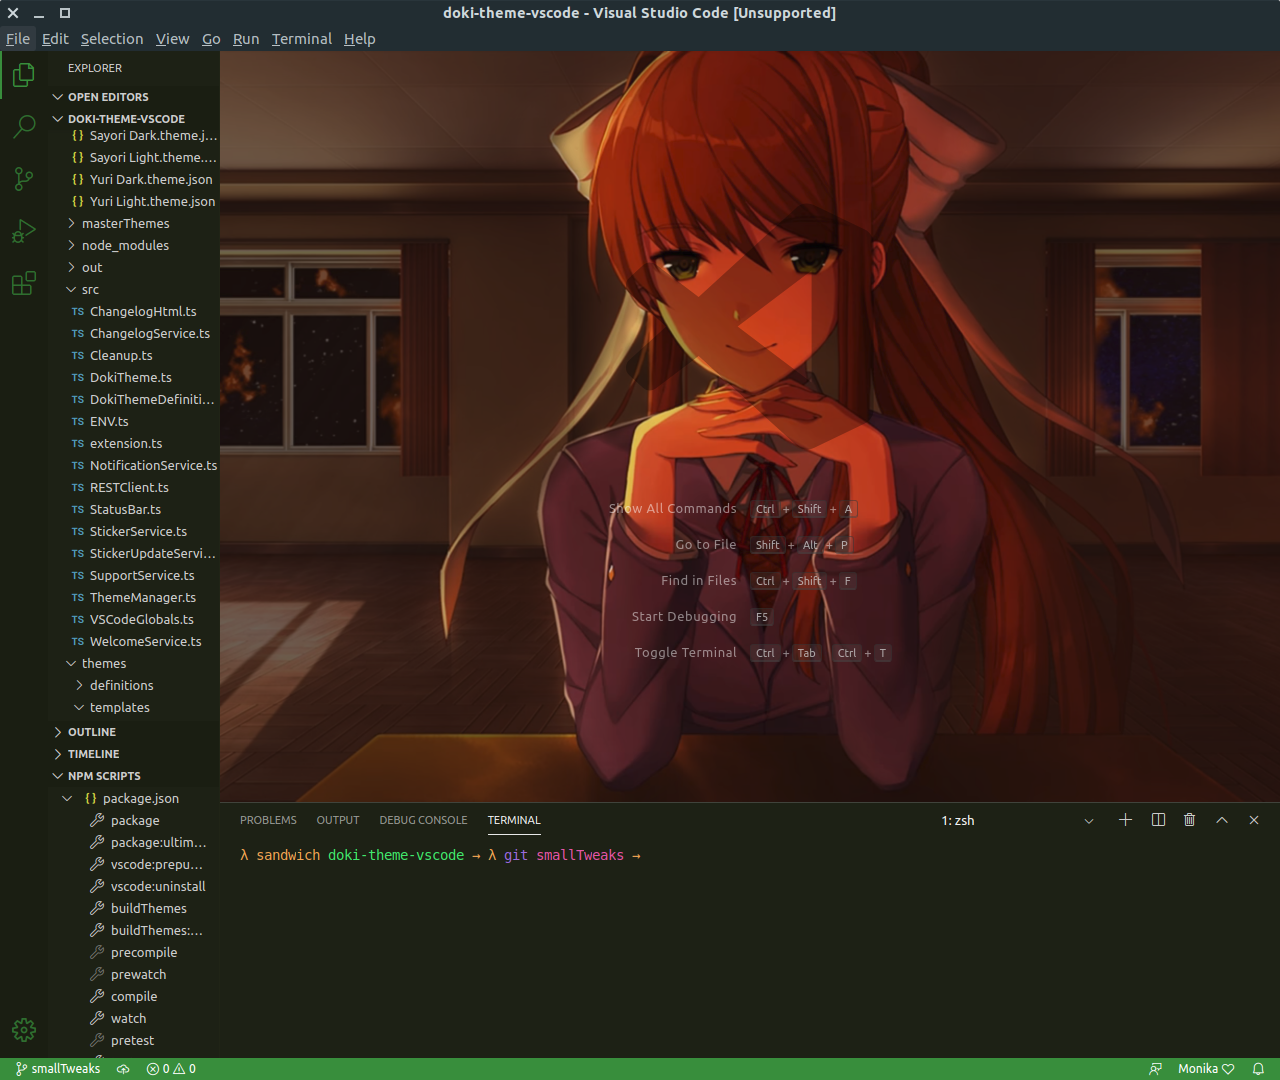 doki-theme-vscode - Visual Studio Code [Unsupported]
File Edit Selection View Go Run Terminal Help
EXPLORER
OPEN EDITORS
DOKI-THEME-VSCODE
{} Sayori Dark.theme.j...
{} Sayori Light.theme....
{} Yuri Dark.theme.json
{} Yuri Light.theme.json
masterThemes
node_modules
out
src
TS ChangelogHtml.ts
TS ChangelogService.ts
TS Cleanup.ts
TS DokiTheme.ts
TS DokiThemeDefiniti...
TS ENV.ts
TS extension.ts
TS NotificationService.ts
TS RESTClient.ts
TS StatusBar.ts
TS StickerService.ts
TS StickerUpdateServi...
TS SupportService.ts
TS ThemeManager.ts
TS VSCodeGlobals.ts
TS WelcomeService.ts
themes
definitions
templates
OUTLINE
TIMELINE
NPM SCRIPTS
{} package.json
package
package:ultim...
vscode:prepu...
vscode:uninstall
buildThemes
buildThemes:...
precompile
prewatch
compile
watch
pretest
Show All Commands Ctrl + Shift + A
Go to File Shift + Alt + P
Find in Files Ctrl + Shift + F
Start Debugging F5
Toggle Terminal Ctrl + Tab Ctrl + T
PROBLEMS OUTPUT DEBUG CONSOLE TERMINAL 1: zsh
λ sandwich doki-theme-vscode → λ git smallTweaks →
smallTweaks 0 0 Monika ♡